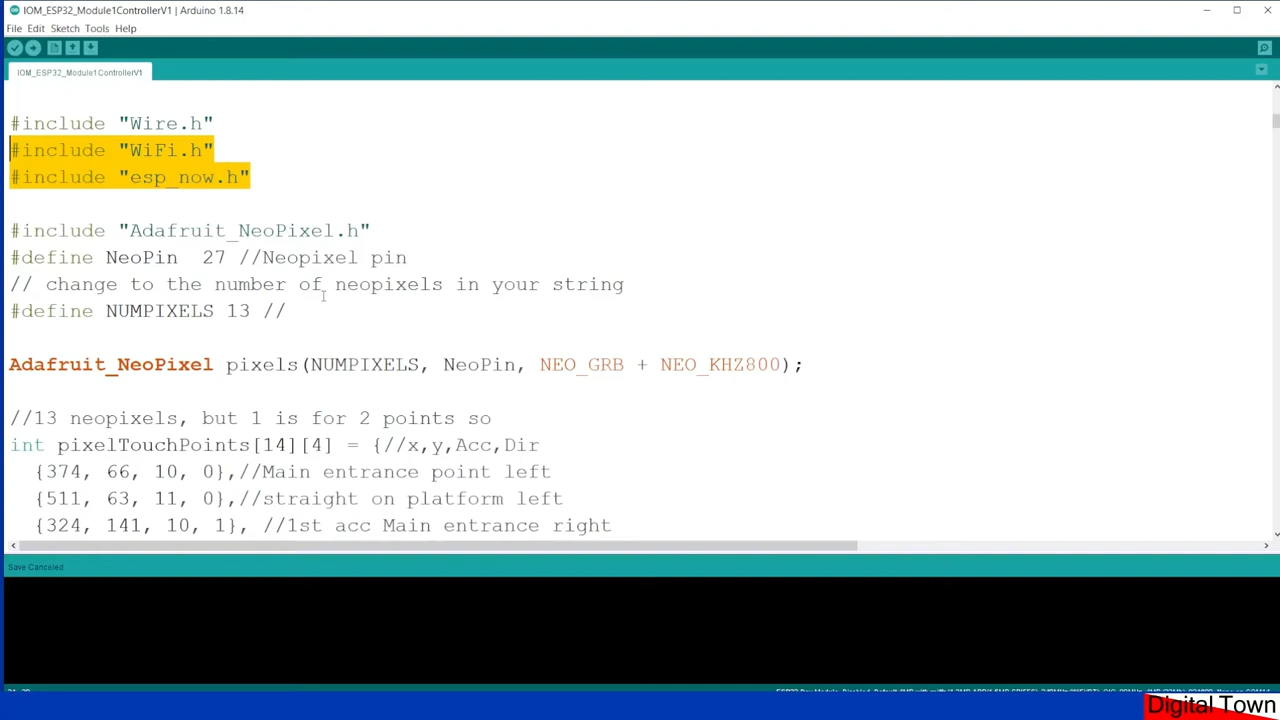 IOM_ESP32_Module1ControllerV1 | Arduino 1.8.14
File Edit Sketch Tools Help
IOM_ESP32_Module1ControllerV1
#include "Wire.h"
#include "WiFi.h"
#include "esp_now.h"
#include "Adafruit_NeoPixel.h"
#define NeoPin  27 //Neopixel pin
// change to the number of neopixels in your string
#define NUMPIXELS 13 //
Adafruit_NeoPixel pixels(NUMPIXELS, NeoPin, NEO_GRB + NEO_KHZ800);
//13 neopixels, but 1 is for 2 points so
int pixelTouchPoints[14][4] = {//x,y,Acc,Dir
{374, 66, 10, 0},//Main entrance point left
{511, 63, 11, 0},//straight on platform left
{324, 141, 10, 1}, //1st acc Main entrance right
Save Canceled
Digital Town